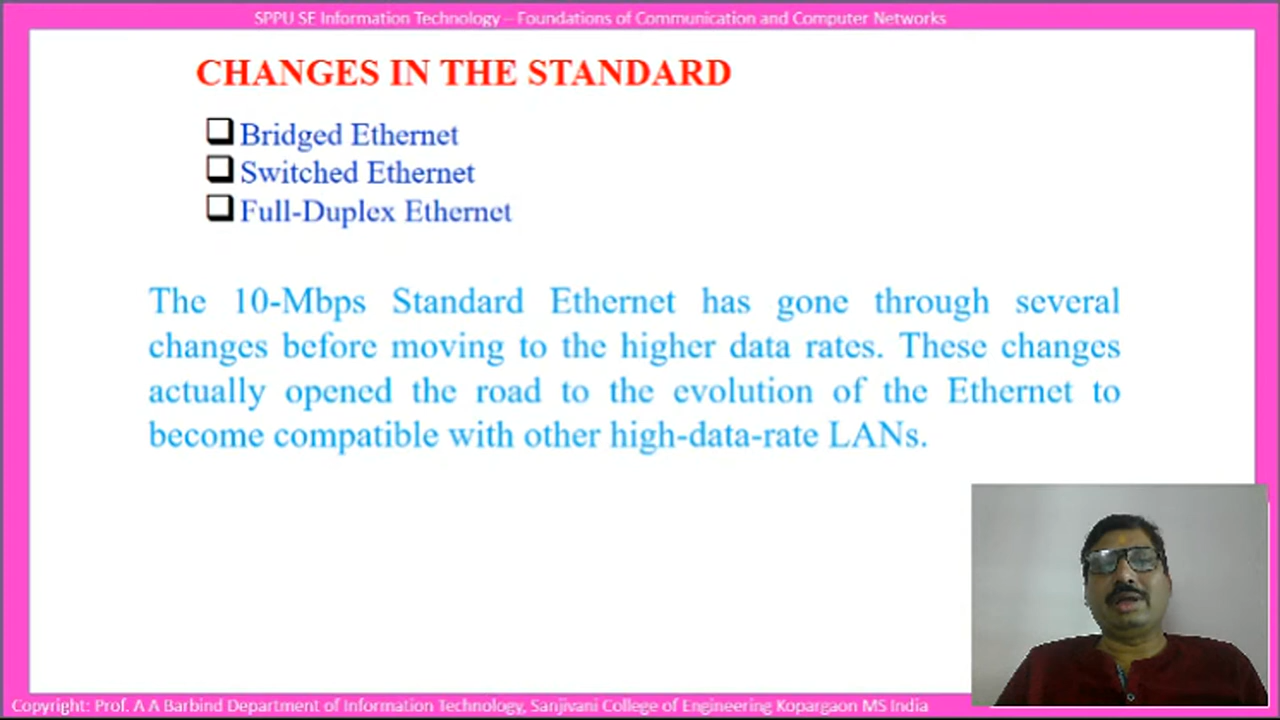 SPPU SE Information Technology – Foundations of Communication and Computer Networks
CHANGES IN THE STANDARD
Bridged Ethernet
Switched Ethernet
Full-Duplex Ethernet
The 10-Mbps Standard Ethernet has gone through several
changes before moving to the higher data rates. These changes
actually opened the road to the evolution of the Ethernet to
become compatible with other high-data-rate LANs.
Copyright: Prof. A A Barbind Department of Information Technology, Sanjivani College of Engineering Kopargaon MS India